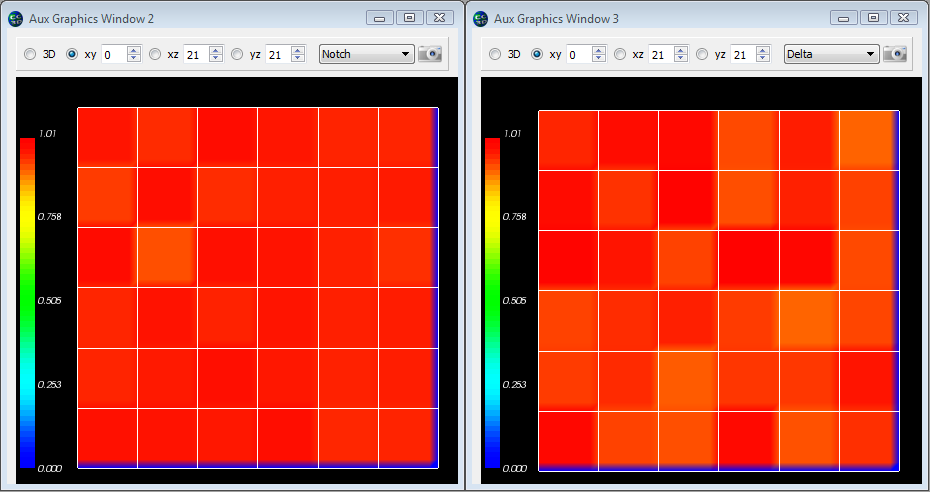 Aux Graphics Window 2
3D xy 0 xz 21 yz 21 Notch
1.01
0.758
0.505
0.253
0.000
Aux Graphics Window 3
3D xy 0 xz 21 yz 21 Delta
1.01
0.758
0.505
0.253
0.000